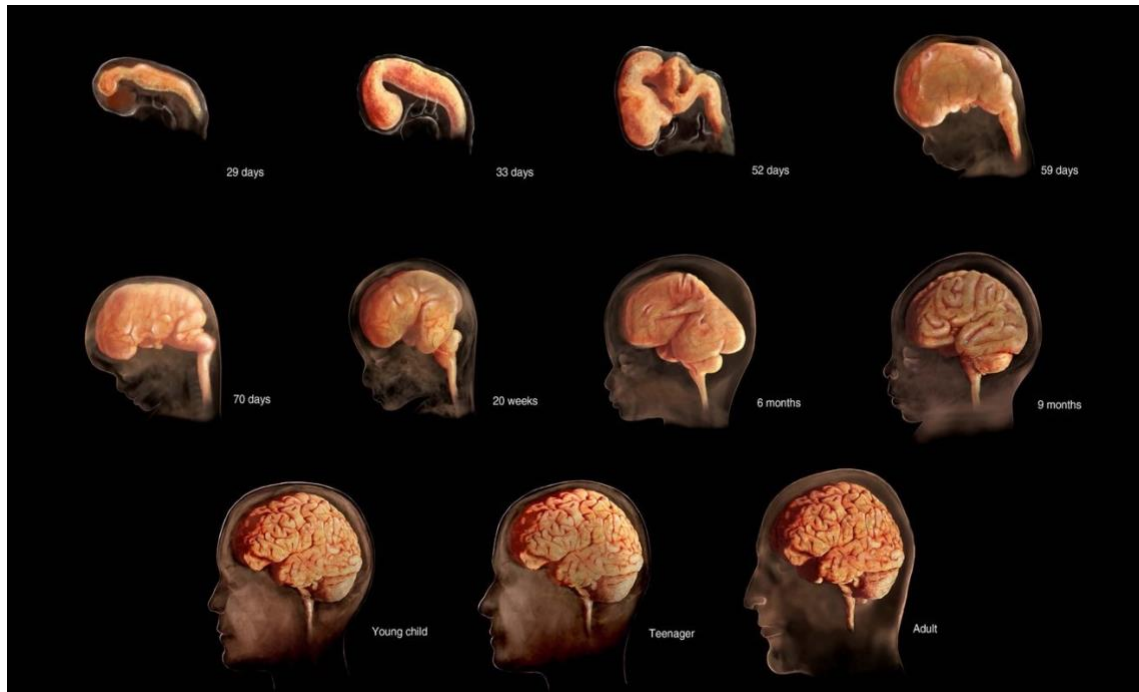 29 days
33 days
52 days
59 days
70 days
20 weeks
6 months
9 months
Young child
Teenager
Adult